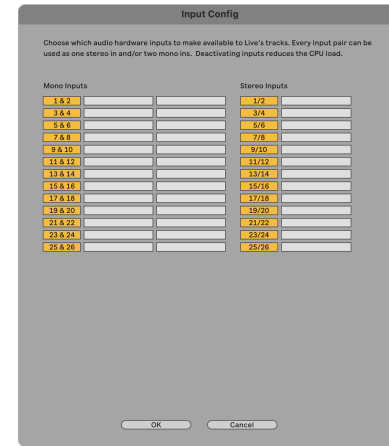 Input Config
Choose which audio hardware inputs to make available to Live's tracks. Every input pair can be
used as one stereo in and/or two mono ins. Deactivating inputs reduces the CPU load.
Mono Inputs Stereo Inputs
1 & 2 1/2
3 & 4 3/4
5 & 6 5/6
7 & 8 7/8
9 & 10 9/10
11 & 12 11/12
13 & 14 13/14
15 & 16 15/16
17 & 18 17/18
19 & 20 19/20
21 & 22 21/22
23 & 24 23/24
25 & 26 25/26
OK Cancel